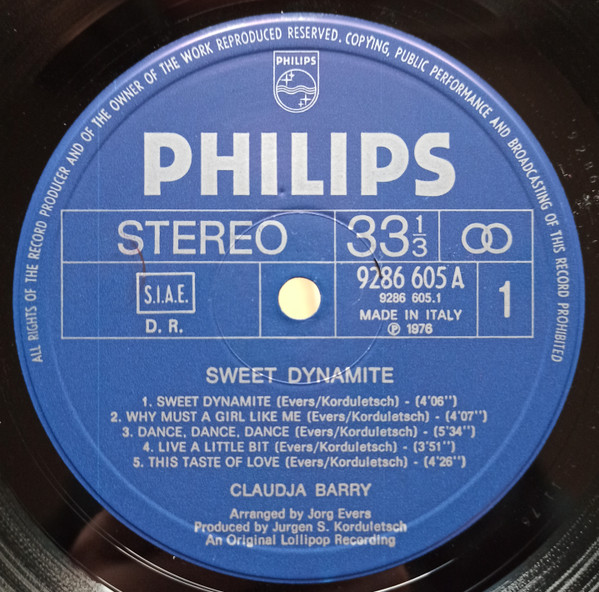 ALL RIGHTS OF THE RECORD PRODUCER AND OF THE OWNER OF THE WORK REPRODUCED RESERVED. COPYING, PUBLIC PERFORMANCE AND BROADCASTING OF THIS RECORD PROHIBITED
PHILIPS
PHILIPS
STEREO 33 1/3
S.I.A.E. 9286 605 A 1
9286 605.1
D. R. MADE IN ITALY
℗ 1976
SWEET DYNAMITE
1. SWEET DYNAMITE (Evers/Korduletsch) - (4'06'')
2. WHY MUST A GIRL LIKE ME (Evers/Korduletsch) - (4'07'')
3. DANCE, DANCE, DANCE (Evers/Korduletsch) - (5'34'')
4. LIVE A LITTLE BIT (Evers/Korduletsch) - (3'51'')
5. THIS TASTE OF LOVE (Evers/Korduletsch) - (4'26'')
CLAUDJA BARRY
Arranged by Jorg Evers
Produced by Jurgen S. Korduletsch
An Original Lollipop Recording